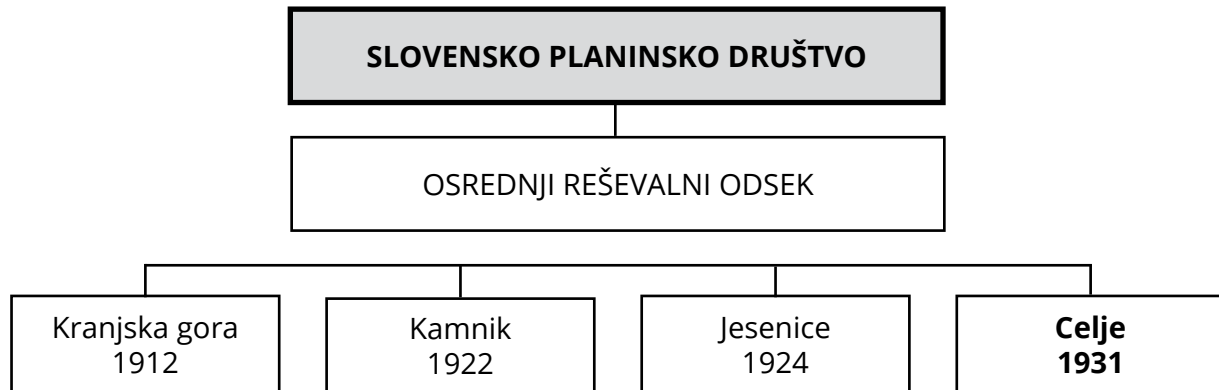 SLOVENSKO PLANINSKO DRUŠTVO
OSREDNJI REŠEVALNI ODSEK
Kranjska gora
1912
Kamnik
1922
Jesenice
1924
Celje
1931